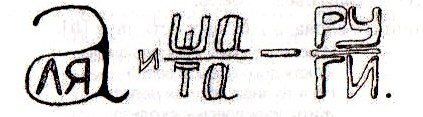 а ша ру
ля и та — ги.